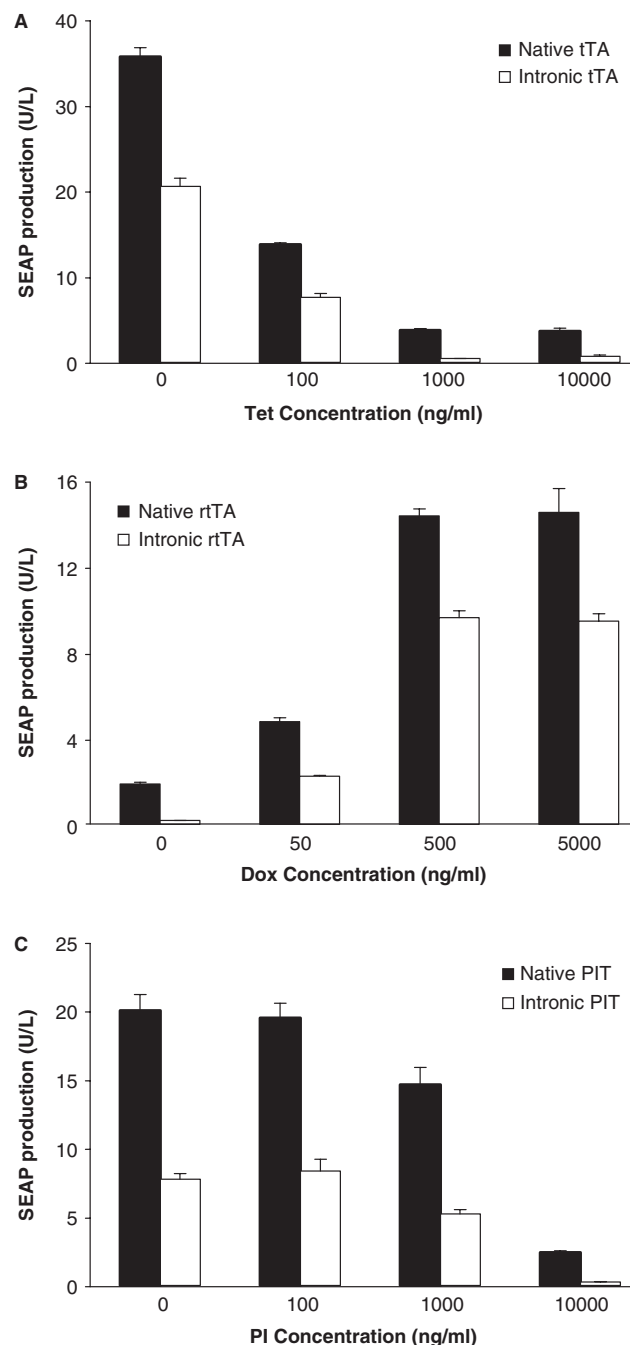 A
SEAP production (U/L)
40
30
20
10
0
Native tTA
Intronic tTA
0 100 1000 10000
Tet Concentration (ng/ml)
B
SEAP production (U/L)
16
12
8
4
0
Native rtTA
Intronic rtTA
0 50 500 5000
Dox Concentration (ng/ml)
C
SEAP production (U/L)
25
20
15
10
5
0
Native PIT
Intronic PIT
0 100 1000 10000
PI Concentration (ng/ml)